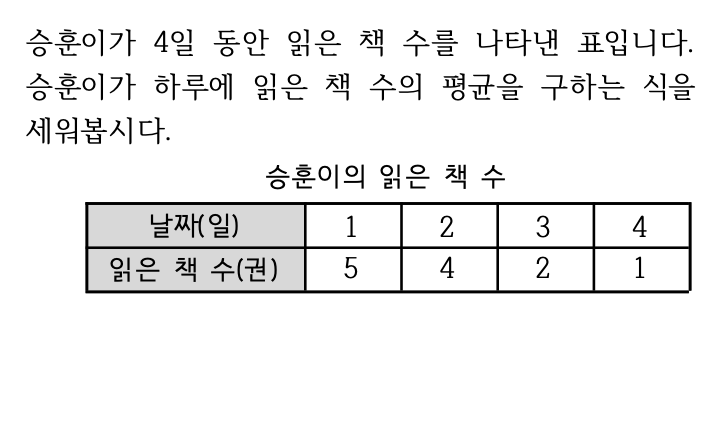 승훈이가 4일 동안 읽은 책 수를 나타낸 표입니다.
승훈이가 하루에 읽은 책 수의 평균을 구하는 식을
세워봅시다.
승훈이의 읽은 책 수
날짜(일) 1 2 3 4
읽은 책 수(권) 5 4 2 1